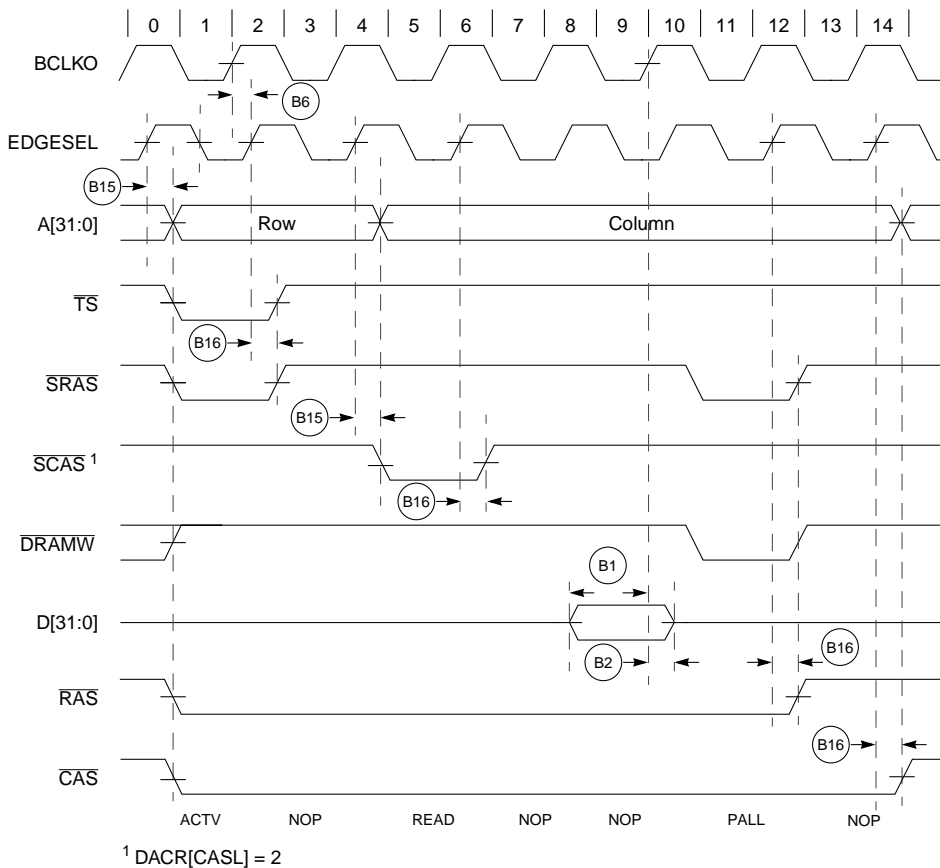 0 1 2 3 4 5 6 7 8 9 10 11 12 13 14
BCLKO
B6
EDGESEL
B15
A[31:0] Row Column
TS
B16
SRAS
B15
SCAS 1
B16
DRAMW
B1
D[31:0]
B2 B16
RAS
B16
CAS
ACTV NOP READ NOP NOP PALL NOP
1 DACR[CASL] = 2